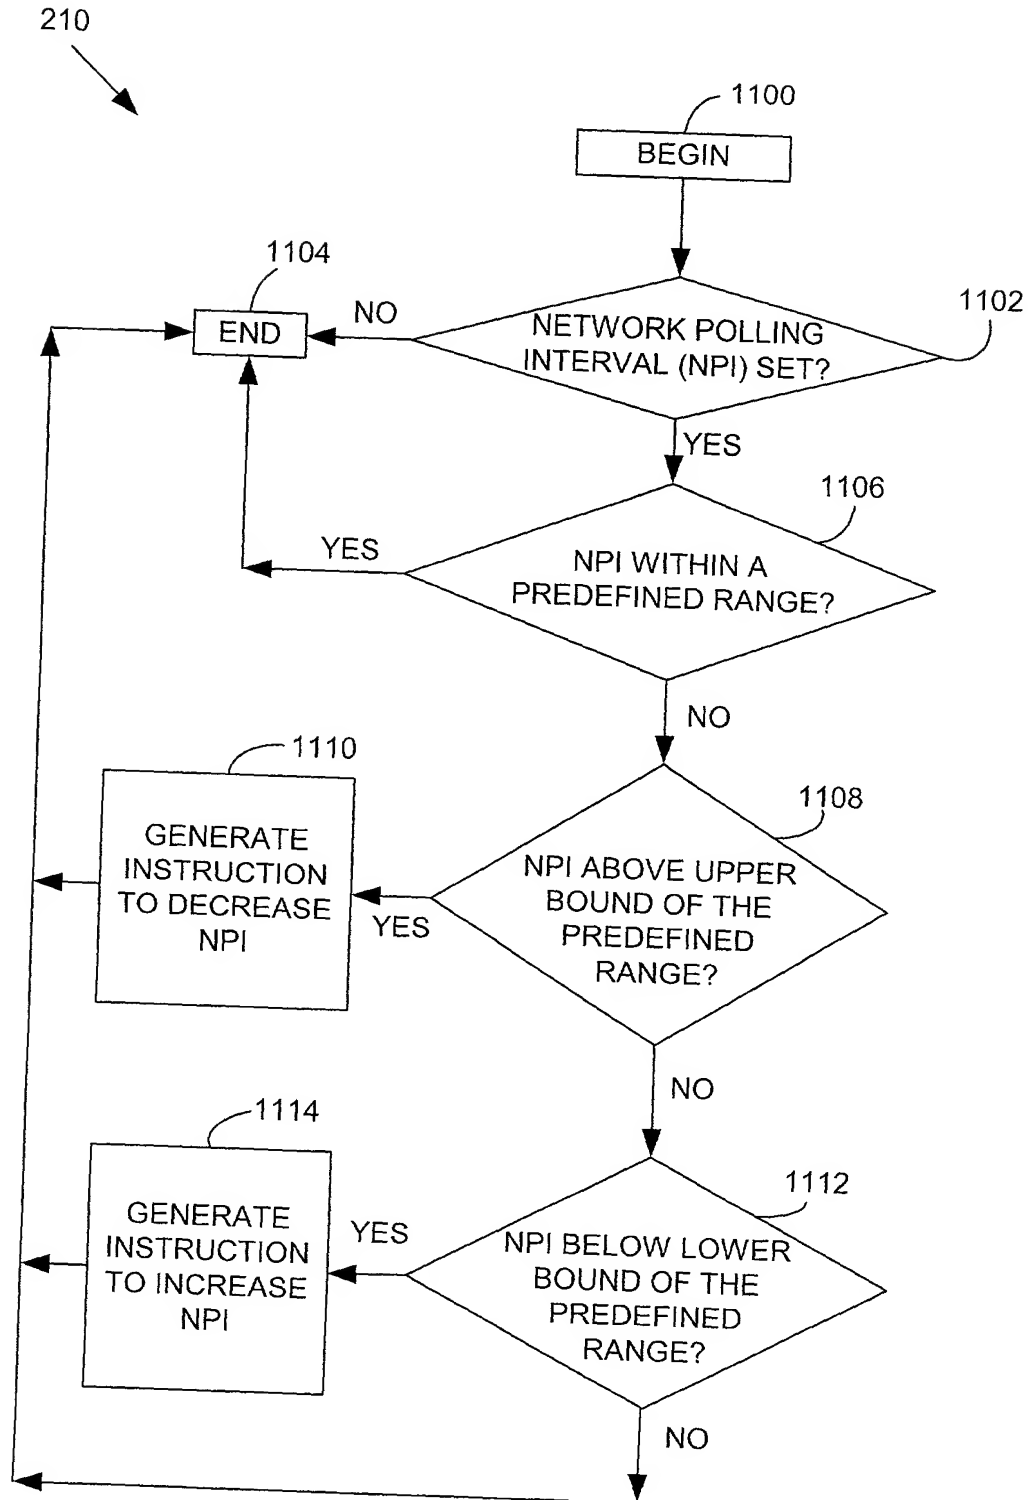 210
1100
BEGIN
1104
END
NO
1102
NETWORK POLLING
INTERVAL (NPI) SET?
YES
1106
YES
NPI WITHIN A
PREDEFINED RANGE?
NO
1110
GENERATE
INSTRUCTION
TO DECREASE
NPI
YES
1108
NPI ABOVE UPPER
BOUND OF THE
PREDEFINED
RANGE?
NO
1114
GENERATE
INSTRUCTION
TO INCREASE
NPI
YES
1112
NPI BELOW LOWER
BOUND OF THE
PREDEFINED
RANGE?
NO